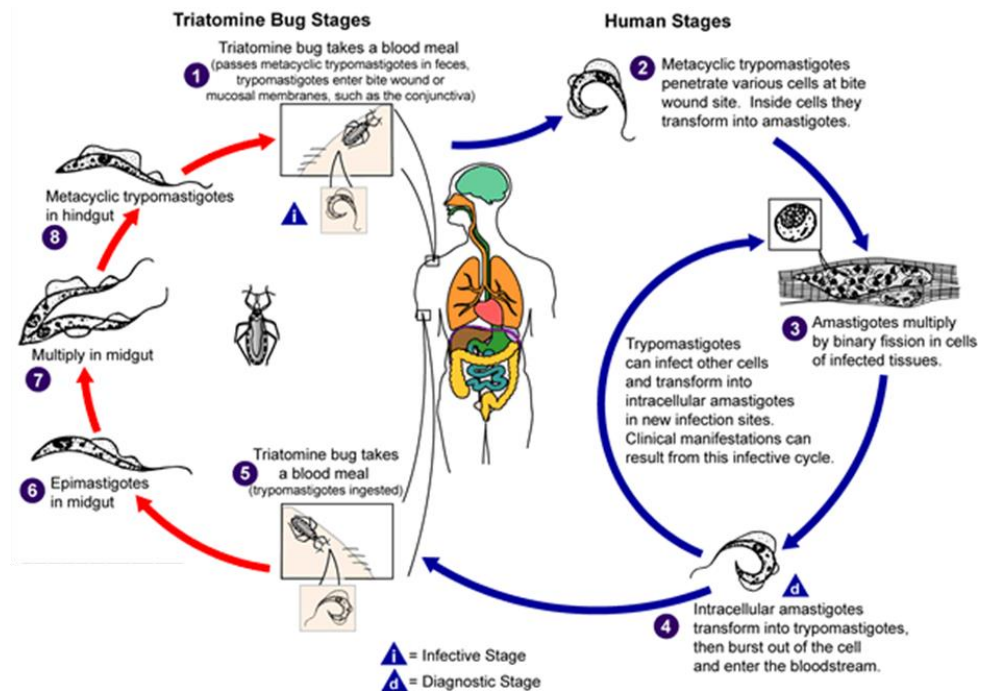 Triatomine Bug Stages
Human Stages
1
Triatomine bug takes a blood meal
(passes metacyclic trypomastigotes in feces,
trypomastigotes enter bite wound or
mucosal membranes, such as the conjunctiva)
i
2
Metacyclic trypomastigotes
penetrate various cells at bite
wound site. Inside cells they
transform into amastigotes.
3
Amastigotes multiply
by binary fission in cells
of infected tissues.
Trypomastigotes
can infect other cells
and transform into
intracellular amastigotes
in new infection sites.
Clinical manifestations can
result from this infective cycle.
d
4
Intracellular amastigotes
transform into trypomastigotes,
then burst out of the cell
and enter the bloodstream.
5
Triatomine bug takes
a blood meal
(trypomastigotes ingested)
6
Epimastigotes
in midgut
Multiply in midgut
7
Metacyclic trypomastigotes
in hindgut
8
i = Infective Stage
d = Diagnostic Stage